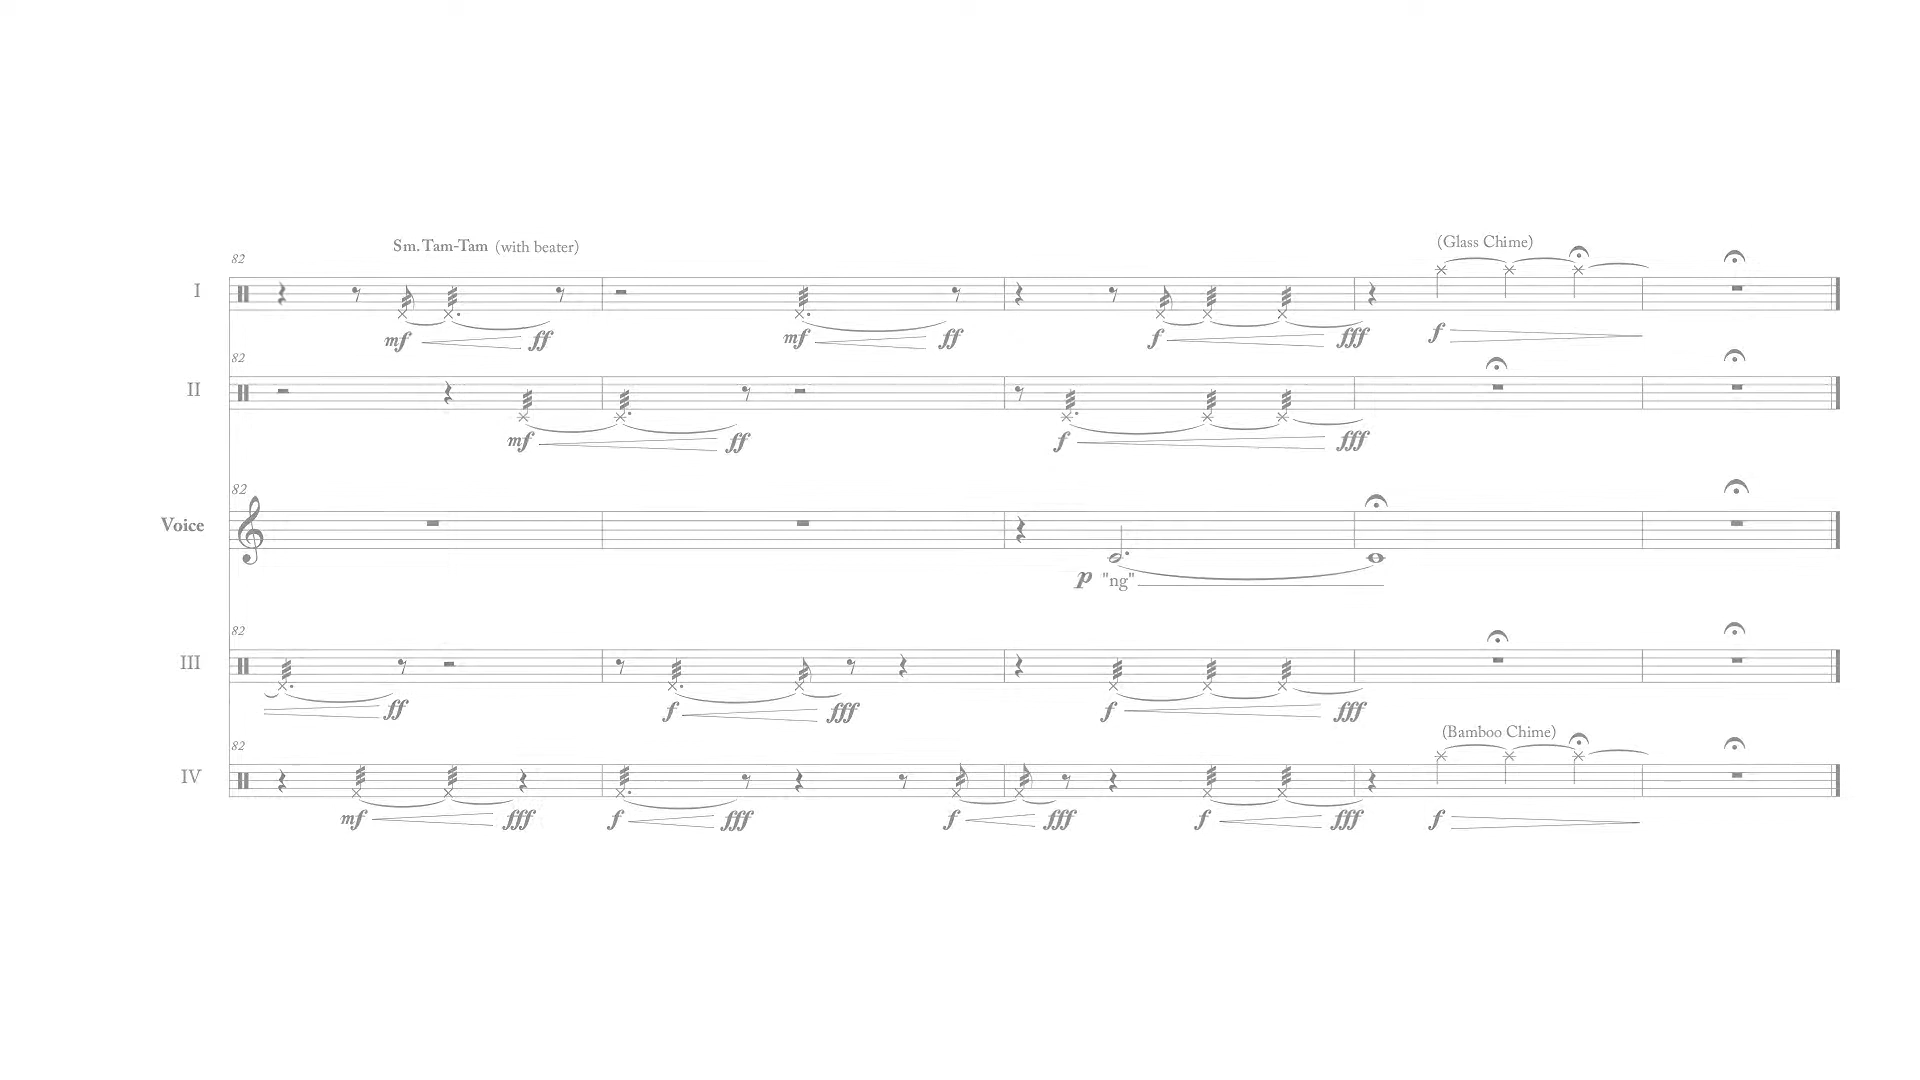 Sm. Tam-Tam (with beater) (Glass Chime)
82
I
mf ff mf ff f fff f
82
II
mf ff f fff
82
Voice
p "ng"
82
III
ff f fff f fff
(Bamboo Chime)
82
IV
mf fff f fff f fff f fff f